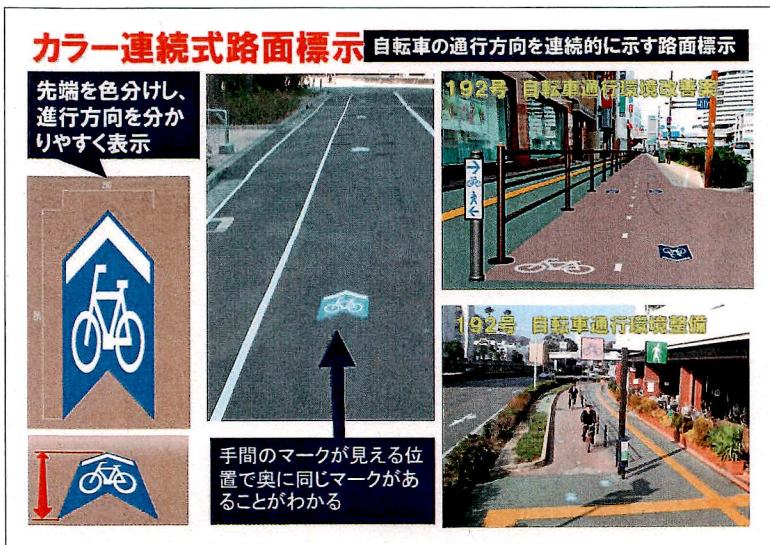 カラー連続式路面標示
自転車の通行方向を連続的に示す路面標示
先端を色分けし、
進行方向を分か
りやすく表示
192号 自転車通行環境改善案
192号 自転車通行環境整備
手間のマークが見える位
置で奥に同じマークがあ
ることがわかる